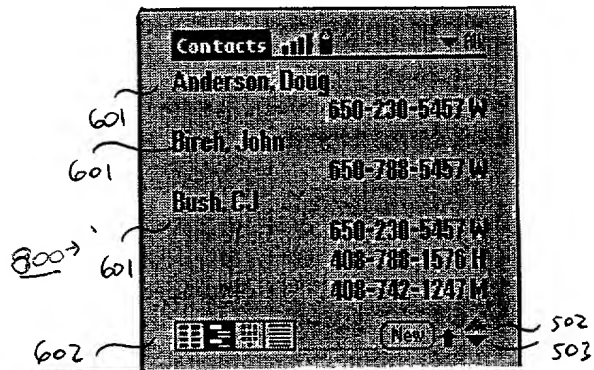 Contacts All
Anderson, Doug
650-230-5457 W
601
Birch, John
601
650-788-5457 W
Bush, CJ
650-230-5457 W
800
601
408-788-1576 H
408-742-1247 M
602
New
502
503